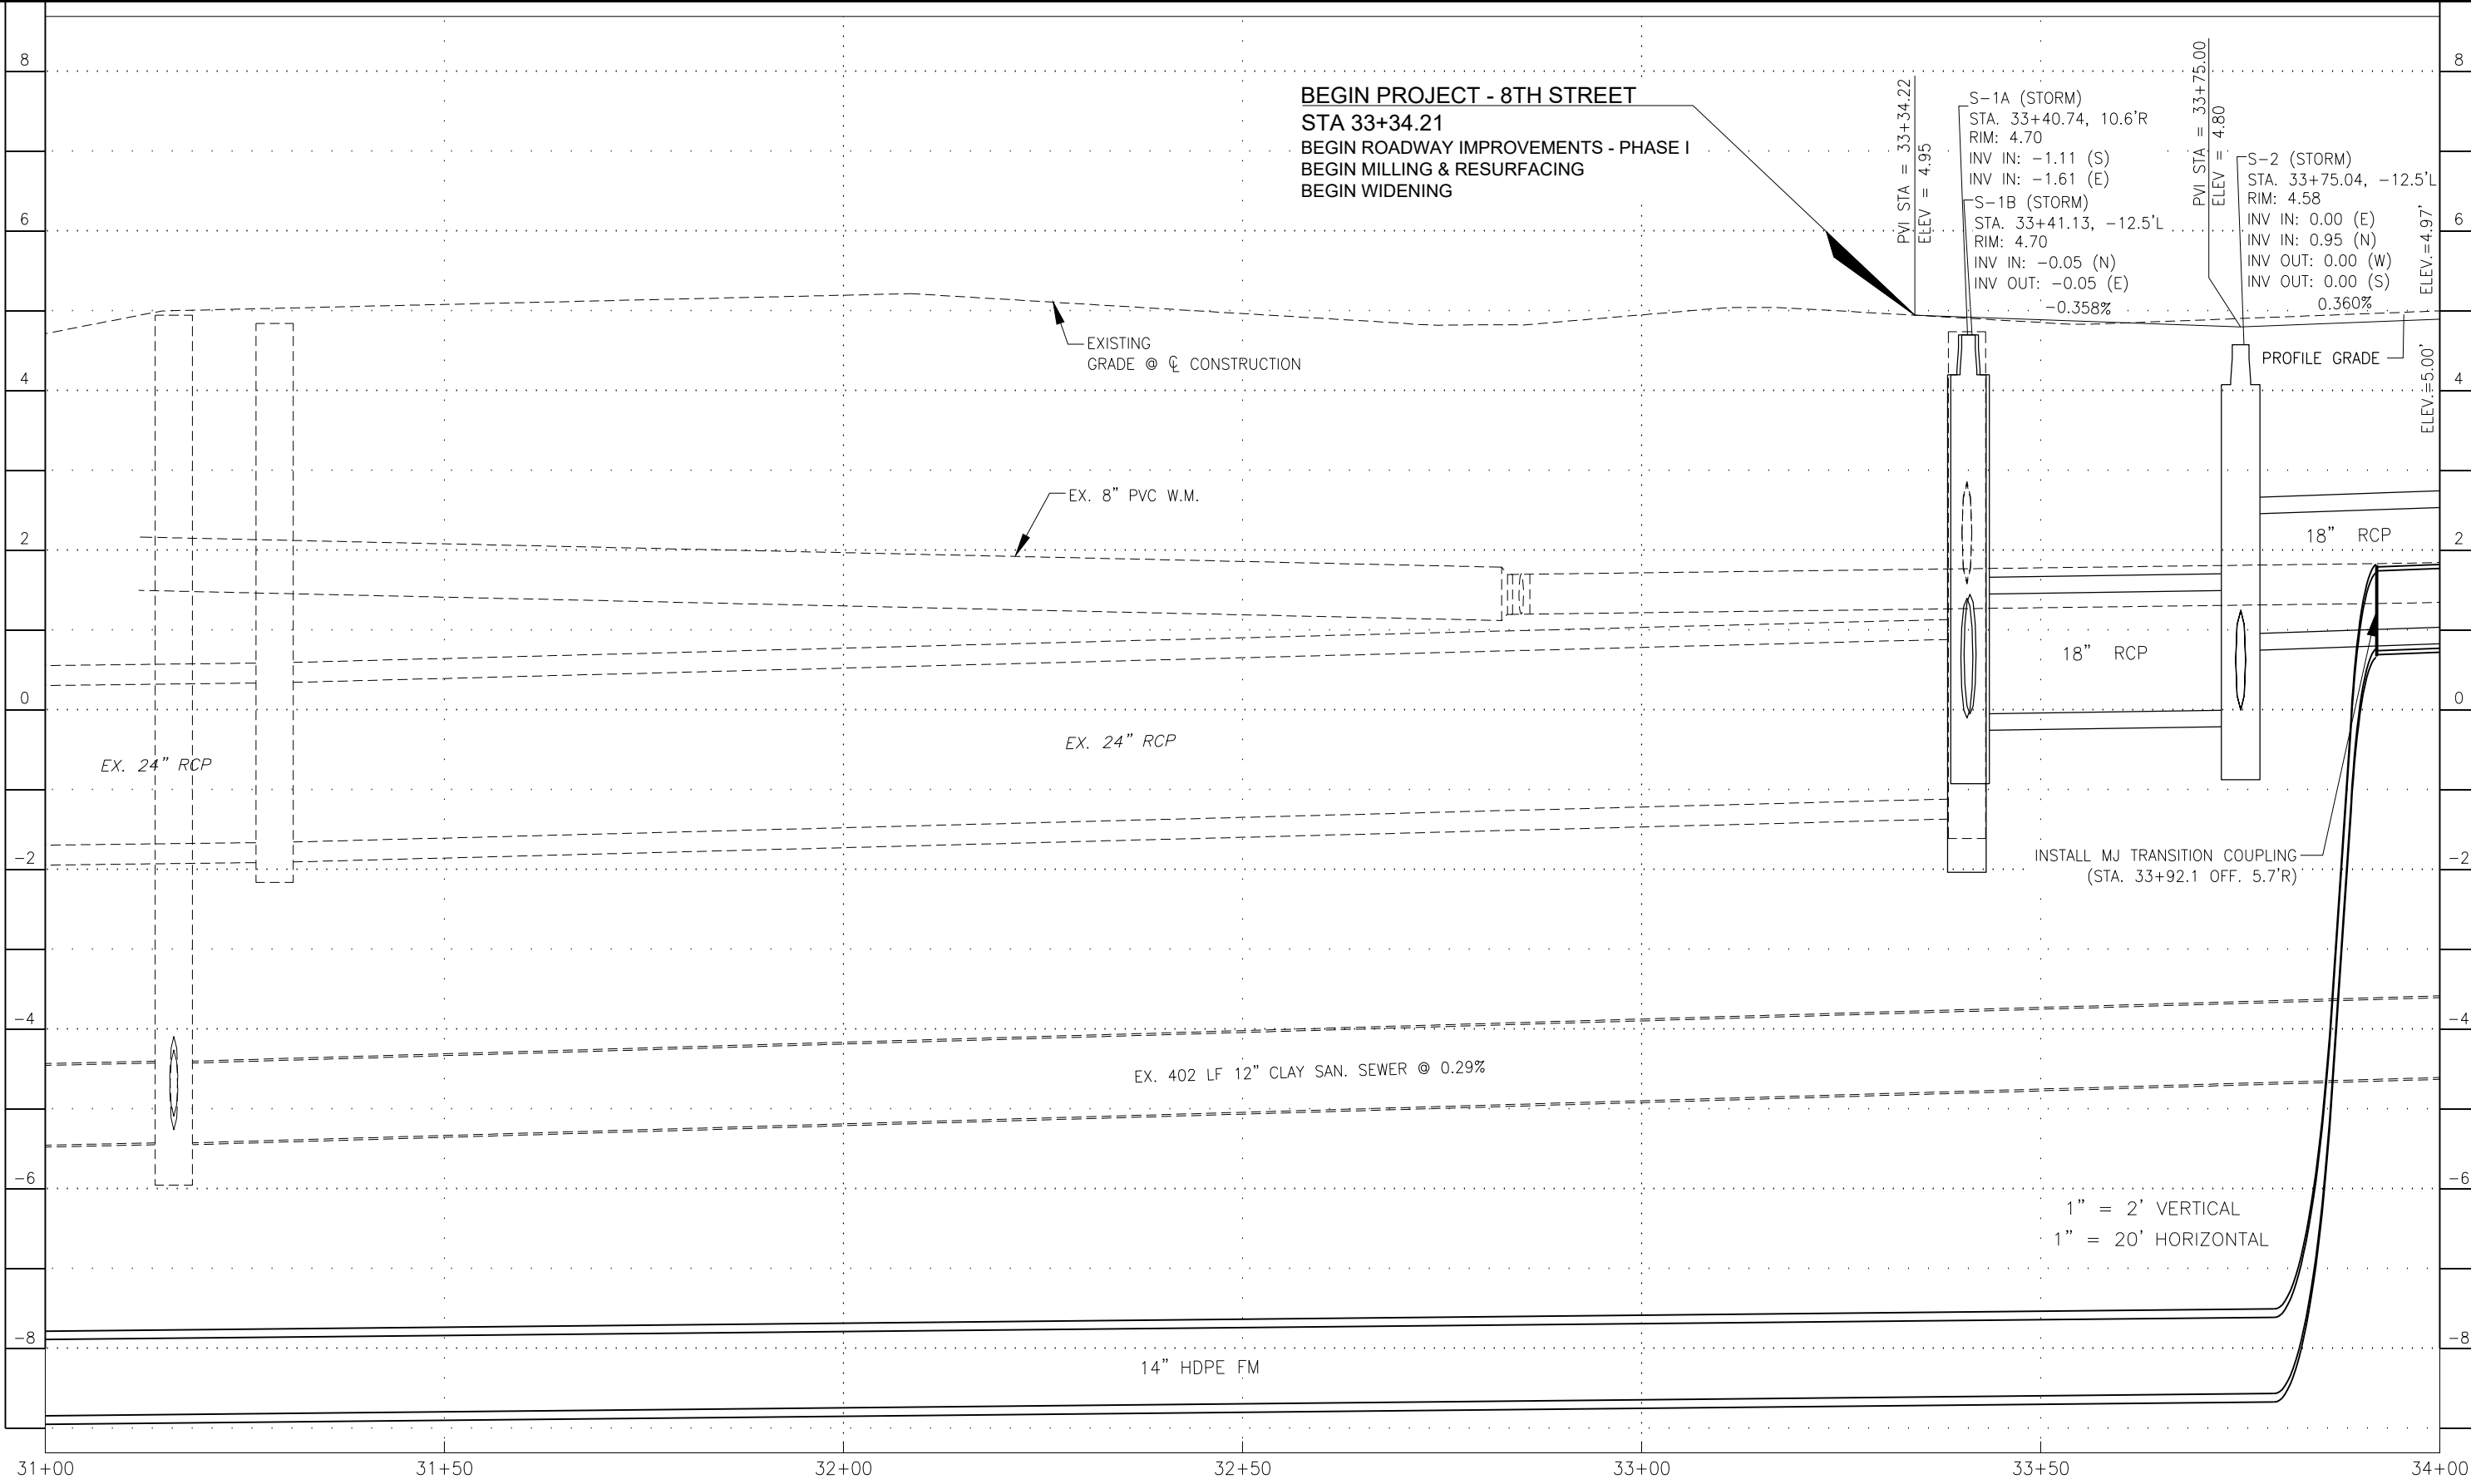 8
8
BEGIN PROJECT - 8TH STREET
STA 33+34.21
BEGIN ROADWAY IMPROVEMENTS - PHASE I
BEGIN MILLING & RESURFACING
BEGIN WIDENING
PVI STA = 33+34.22
ELEV = 4.95
S-1A (STORM)
STA. 33+40.74, 10.6'R
RIM: 4.70
INV IN: -1.11 (S)
INV IN: -1.61 (E)
S-1B (STORM)
STA. 33+41.13, -12.5'L
RIM: 4.70
INV IN: -0.05 (N)
INV OUT: -0.05 (E)
-0.358%
PVI STA = 33+75.00
ELEV = 4.80
S-2 (STORM)
STA. 33+75.04, -12.5'L
RIM: 4.58
INV IN: 0.00 (E)
INV IN: 0.95 (N)
INV OUT: 0.00 (W)
INV OUT: 0.00 (S)
0.360%
ELEV.=4.97'
6
6
EXISTING
GRADE @ ℄ CONSTRUCTION
PROFILE GRADE
ELEV.=5.00'
4
4
EX. 8" PVC W.M.
2
2
18" RCP
18" RCP
0
0
EX. 24" RCP
EX. 24" RCP
-2
-2
INSTALL MJ TRANSITION COUPLING
(STA. 33+92.1 OFF. 5.7'R)
-4
-4
EX. 402 LF 12" CLAY SAN. SEWER @ 0.29%
-6
-6
1" = 2' VERTICAL
1" = 20' HORIZONTAL
-8
-8
14" HDPE FM
31+00
31+50
32+00
32+50
33+00
33+50
34+00